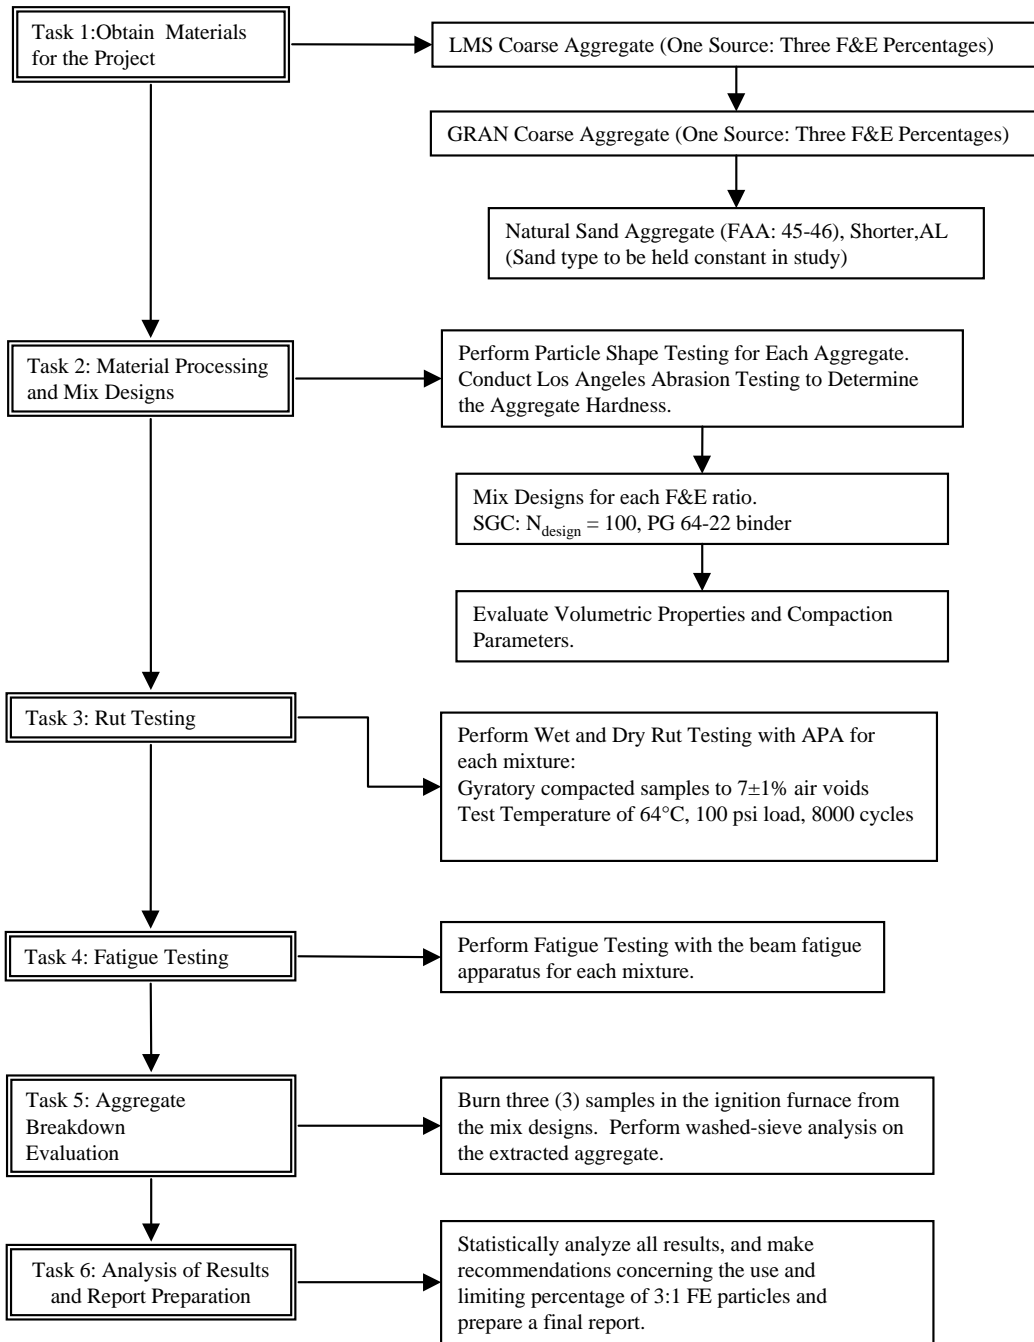 Task 1:Obtain Materials
for the Project
LMS Coarse Aggregate (One Source: Three F&E Percentages)
GRAN Coarse Aggregate (One Source: Three F&E Percentages)
Natural Sand Aggregate (FAA: 45-46), Shorter,AL
(Sand type to be held constant in study)
Task 2: Material Processing
and Mix Designs
Perform Particle Shape Testing for Each Aggregate.
Conduct Los Angeles Abrasion Testing to Determine
the Aggregate Hardness.
Mix Designs for each F&E ratio.
SGC: N_design = 100, PG 64-22 binder
Evaluate Volumetric Properties and Compaction
Parameters.
Task 3: Rut Testing
Perform Wet and Dry Rut Testing with APA for
each mixture:
Gyratory compacted samples to 7±1% air voids
Test Temperature of 64°C, 100 psi load, 8000 cycles
Task 4: Fatigue Testing
Perform Fatigue Testing with the beam fatigue
apparatus for each mixture.
Task 5: Aggregate
Breakdown
Evaluation
Burn three (3) samples in the ignition furnace from
the mix designs.  Perform washed-sieve analysis on
the extracted aggregate.
Task 6: Analysis of Results
and Report Preparation
Statistically analyze all results, and make
recommendations concerning the use and
limiting percentage of 3:1 FE particles and
prepare a final report.